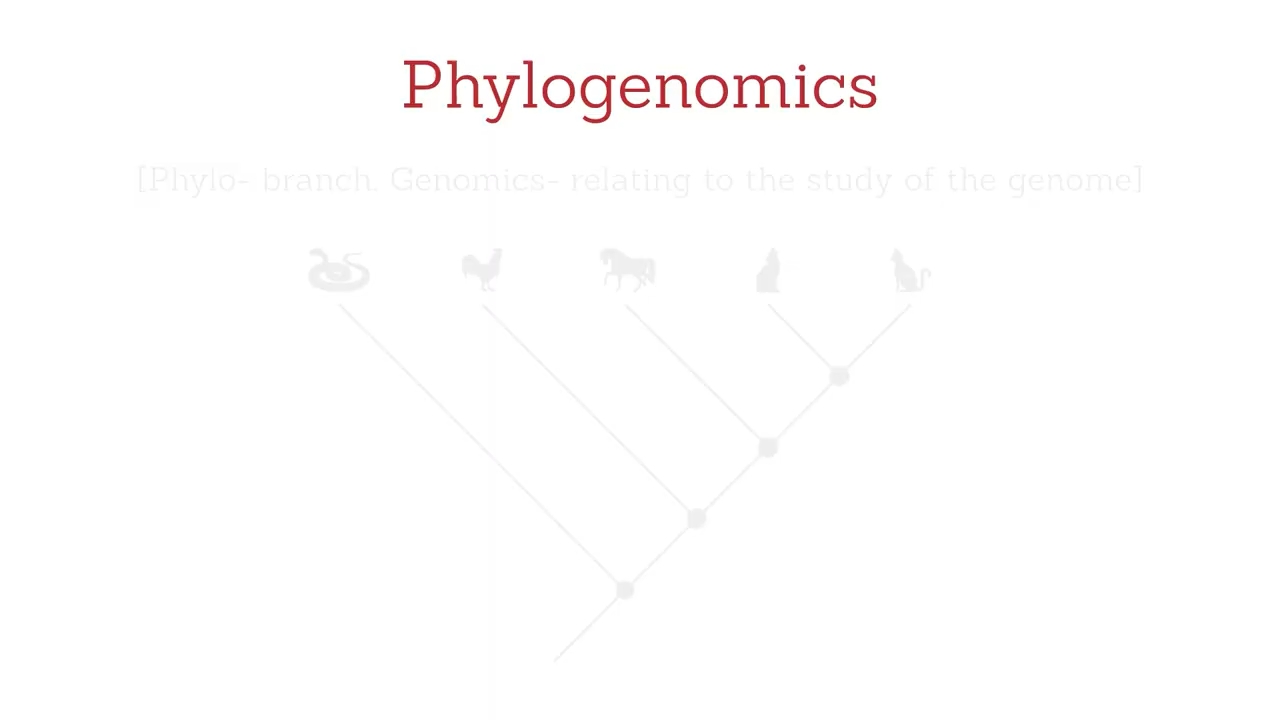 Phylogenomics
[Phylo- branch. Genomics- relating to the study of the genome]